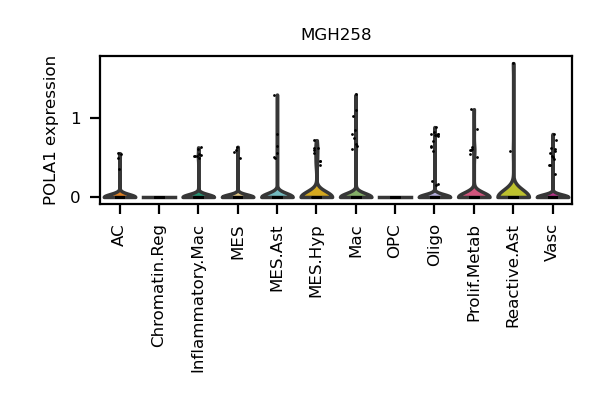 MGH258
POLA1 expression
1
0
AC
Chromatin.Reg
Inflammatory.Mac
MES
MES.Ast
MES.Hyp
Mac
OPC
Oligo
Prolif.Metab
Reactive.Ast
Vasc